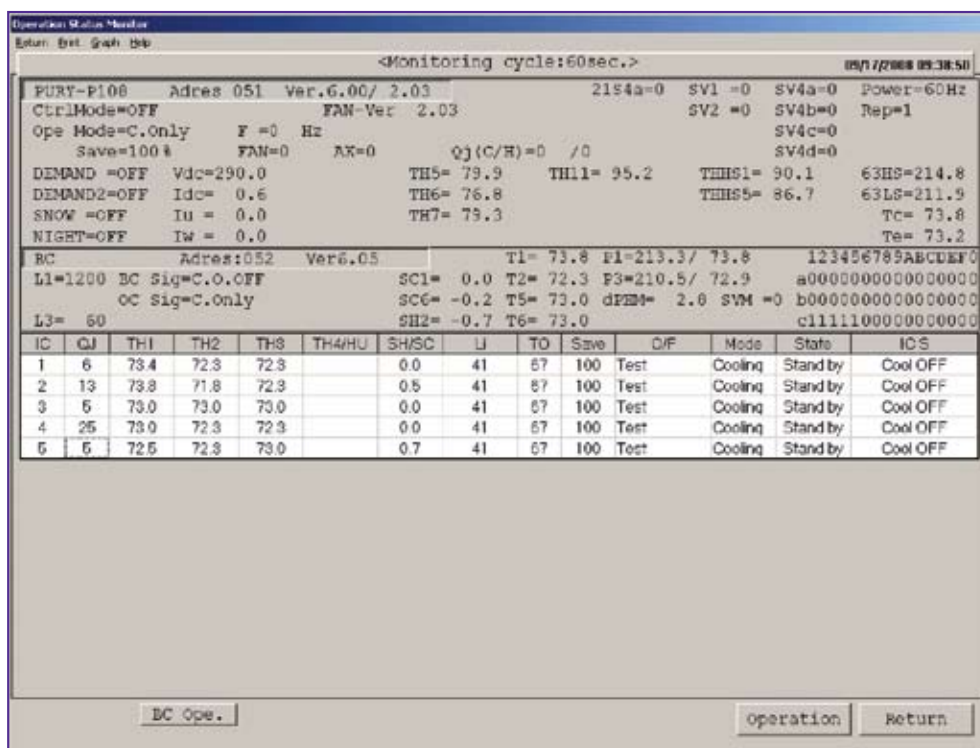 Operation Status Monitor
Return Print Graph Help
<Monitoring cycle:60sec.> 09/17/2008 09:38:50
PURY-P108 Adres 051 Ver.6.00/ 2.03 21S4a=0 SV1 =0 SV4a=0 Power=60Hz
CtrlMode=OFF FAN-Ver 2.03 SV2 =0 SV4b=0 Rep=1
Ope Mode=C.Only F =0 Hz SV4c=0
Save=100% FAN=0 AK=0 Qj(C/H)=0 /0 SV4d=0
DEMAND =OFF Vdc=290.0 TH5= 79.9 TH11= 95.2 THHS1= 90.1 63HS=214.8
DEMAND2=OFF Idc= 0.6 TH6= 76.8 THHS5= 86.7 63LS=211.9
SNOW =OFF Iu = 0.0 TH7= 79.3 Tc= 73.8
NIGHT=OFF Iw = 0.0 Te= 73.2
BC Adres:052 Ver6.05 T1= 73.8 P1=213.3/ 73.8 123456789ABCDEF0
L1=1200 BC Sig=C.O.OFF SC1= 0.0 T2= 72.3 P3=210.5/ 72.9 a0000000000000000
OC Sig=C.Only SC6= -0.2 T5= 73.0 dPHM= 2.8 SVM =0 b0000000000000000
L3= 60 SH2= -0.7 T6= 73.0 c1111100000000000
IC QJ TH1 TH2 TH3 TH4/HU SH/SC LI TO Save O/F Mode State IC S
1 6 73.4 72.3 72.3 0.0 41 67 100 Test Cooling Stand by Cool OFF
2 13 73.8 71.8 72.3 0.5 41 67 100 Test Cooling Stand by Cool OFF
3 5 73.0 73.0 73.0 0.0 41 67 100 Test Cooling Stand by Cool OFF
4 25 73.0 72.3 72.3 0.0 41 67 100 Test Cooling Stand by Cool OFF
5 5 72.5 72.3 73.0 0.7 41 67 100 Test Cooling Stand by Cool OFF
BC Ope. Operation Return